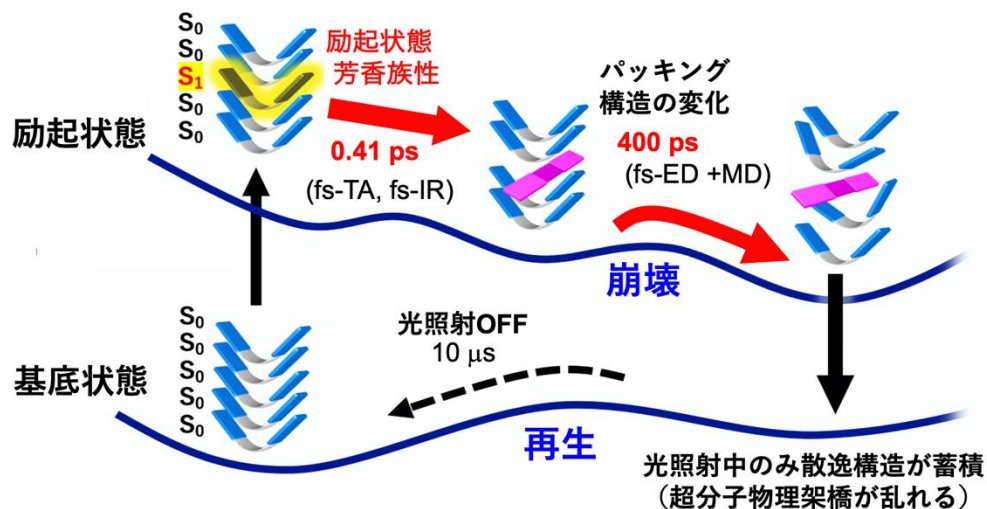 S0
S0
S1
S0
S0
励起状態
芳香族性
0.41 ps
(fs-TA, fs-IR)
パッキング
構造の変化
400 ps
(fs-ED +MD)
励起状態
崩壊
S0
S0
S0
S0
S0
光照射OFF
10 μs
基底状態
再生
光照射中のみ散逸構造が蓄積
(超分子物理架橋が乱れる)